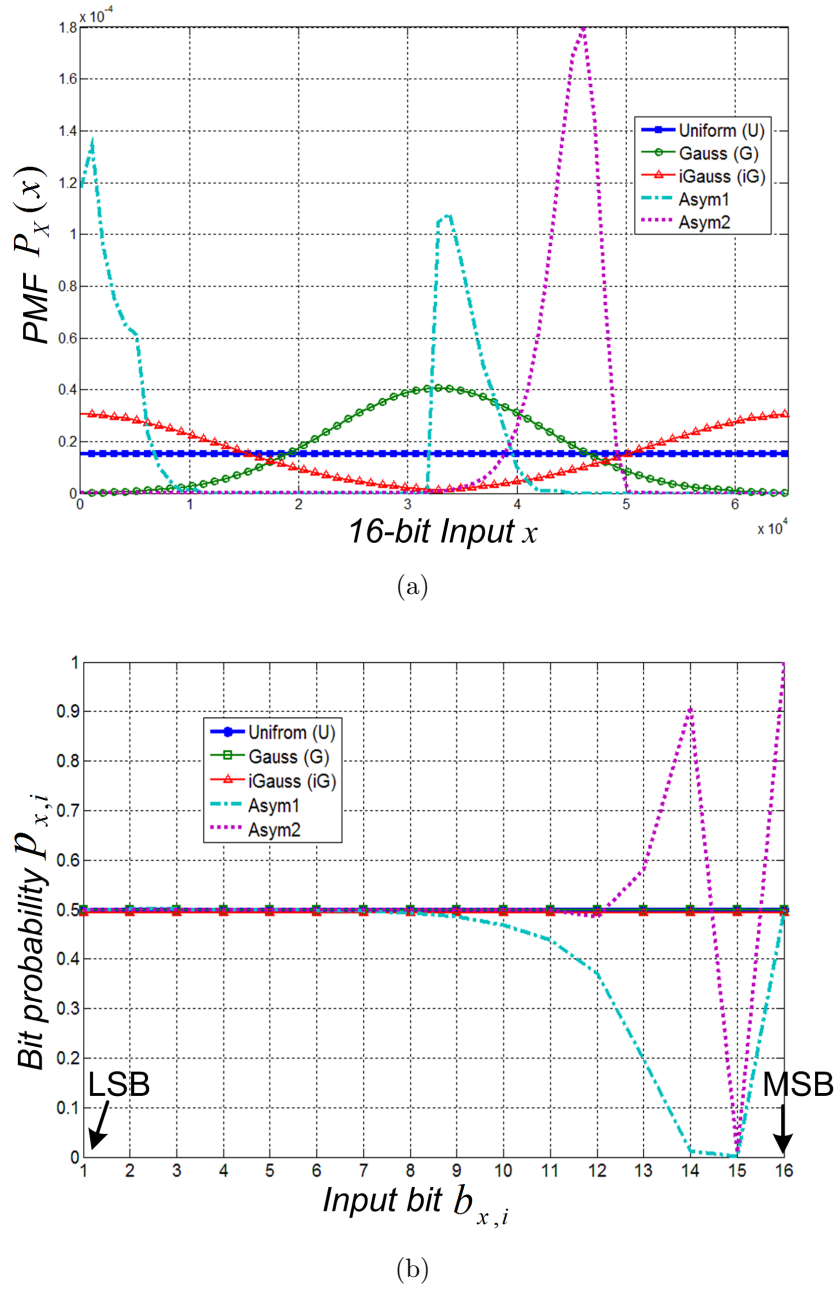 x 10⁻⁴
1.8
1.6
1.4
1.2
1
0.8
0.6
0.4
0.2
0
PMF P_X(x)
Uniform (U)
Gauss (G)
iGauss (iG)
Asym1
Asym2
0 1 2 3 4 5 6
x 10⁴
16-bit Input x
(a)
1
0.9
0.8
0.7
0.6
0.5
0.4
0.3
0.2
0.1
0
Bit probability p_{x,i}
Unifrom (U)
Gauss (G)
iGauss (iG)
Asym1
Asym2
LSB MSB
1 2 3 4 5 6 7 8 9 10 11 12 13 14 15 16
Input bit b_{x,i}
(b)